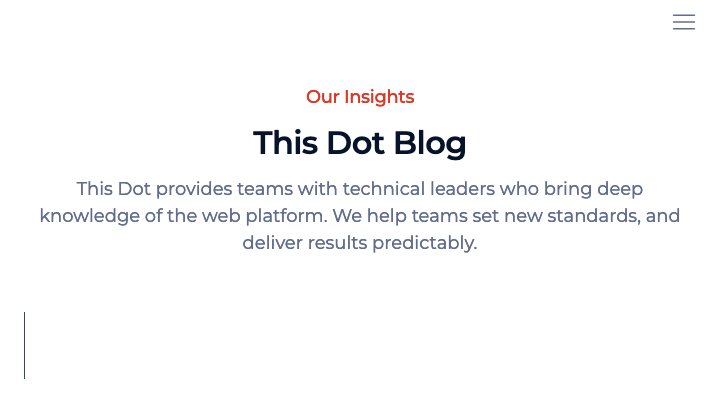 Our Insights
This Dot Blog
This Dot provides teams with technical leaders who bring deep
knowledge of the web platform. We help teams set new standards, and
deliver results predictably.